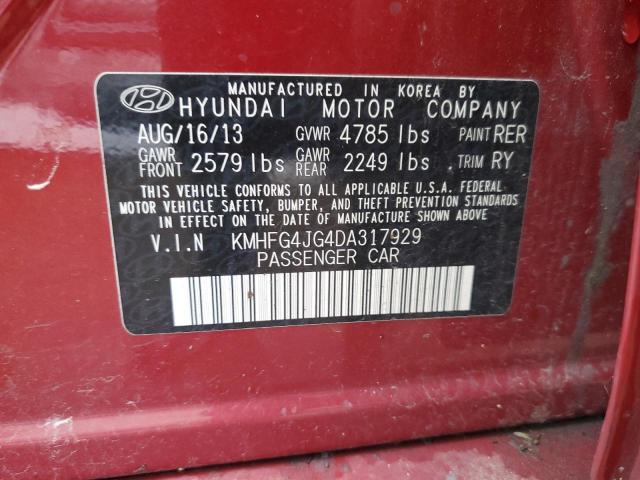 MANUFACTURED IN KOREA BY
HYUNDAI MOTOR COMPANY
AUG/16/13 GVWR 4785 lbs PAINT RER
GAWR FRONT 2579 lbs GAWR REAR 2249 lbs TRIM RY
THIS VEHICLE CONFORMS TO ALL APPLICABLE U.S.A. FEDERAL
MOTOR VEHICLE SAFETY, BUMPER, AND THEFT PREVENTION STANDARDS
IN EFFECT ON THE DATE OF MANUFACTURE SHOWN ABOVE.
V.I.N KMHFG4JG4DA317929
PASSENGER CAR